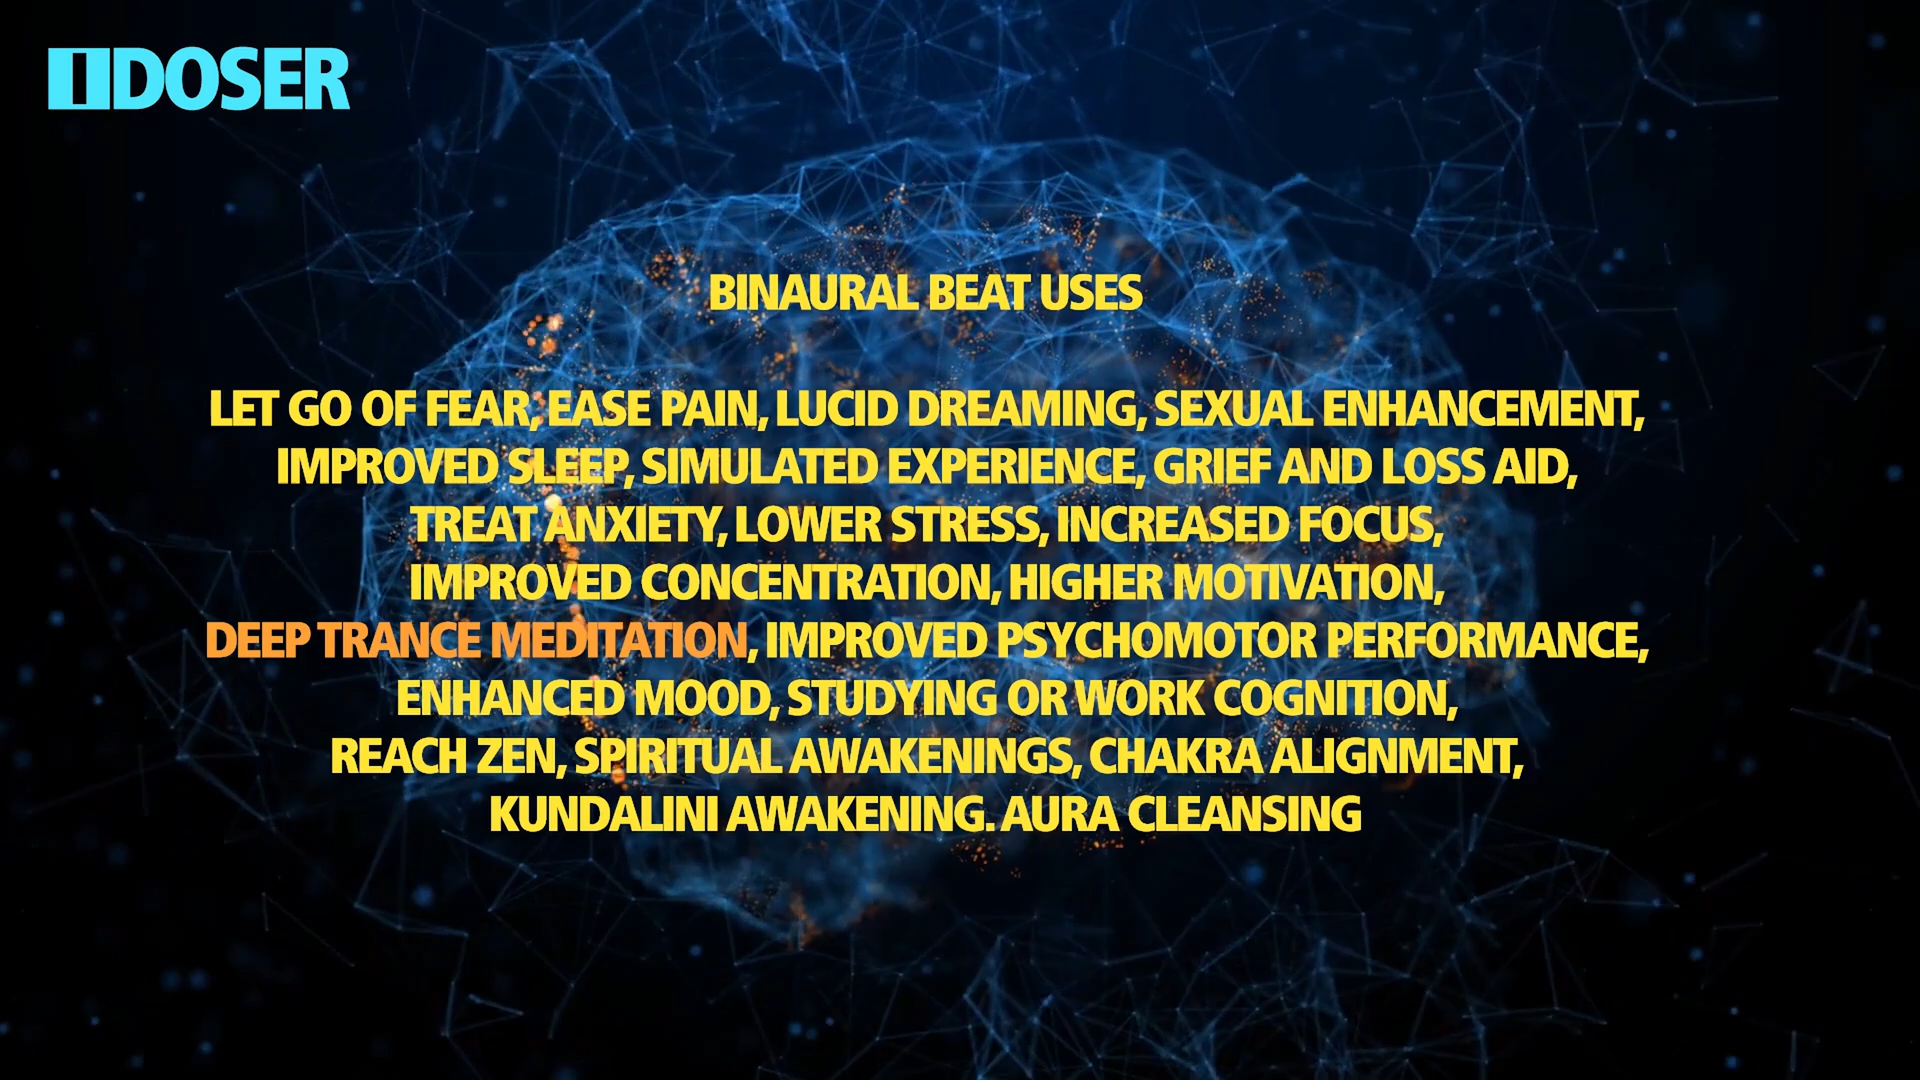 IDOSER
BINAURAL BEAT USES
LET GO OF FEAR, EASE PAIN, LUCID DREAMING, SEXUAL ENHANCEMENT,
IMPROVED SLEEP, SIMULATED EXPERIENCE, GRIEF AND LOSS AID,
TREAT ANXIETY, LOWER STRESS, INCREASED FOCUS,
IMPROVED CONCENTRATION, HIGHER MOTIVATION,
DEEP TRANCE MEDITATION, IMPROVED PSYCHOMOTOR PERFORMANCE,
ENHANCED MOOD, STUDYING OR WORK COGNITION,
REACH ZEN, SPIRITUAL AWAKENINGS, CHAKRA ALIGNMENT,
KUNDALINI AWAKENING. AURA CLEANSING